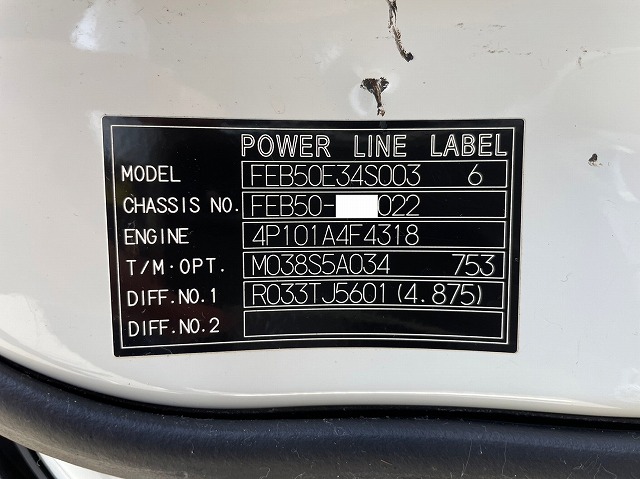 POWER LINE LABEL
MODEL FEB50E34S003 6
CHASSIS NO. FEB50- 022
ENGINE 4P101A4F4318
T/M·OPT. M038S5A034 753
DIFF.NO.1 R033TJ5601(4.875)
DIFF.NO.2